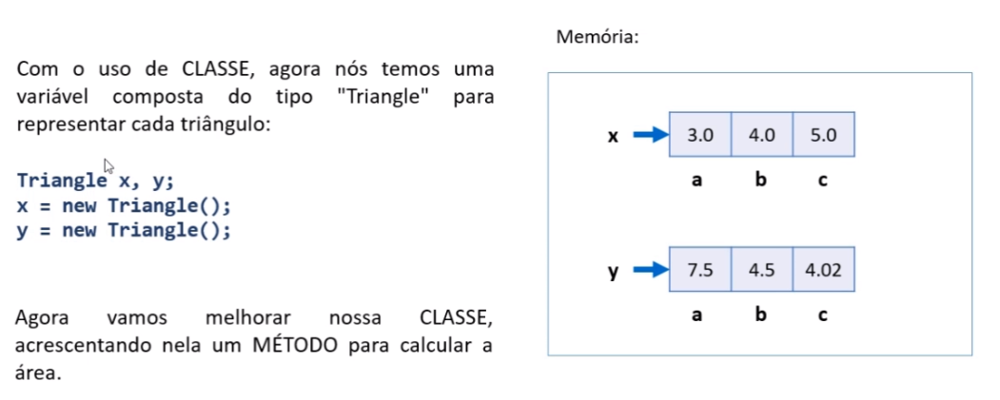 Com o uso de CLASSE, agora nós temos uma
variável composta do tipo "Triangle" para
representar cada triângulo:
Triangle x, y;
x = new Triangle();
y = new Triangle();
Agora vamos melhorar nossa CLASSE,
acrescentando nela um MÉTODO para calcular a
área.
Memória:
x 3.0 4.0 5.0
a b c
y 7.5 4.5 4.02
a b c